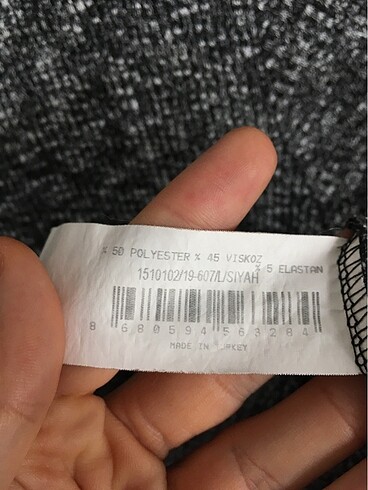 % 50 POLYESTER % 45 VISKOZ
% 5 ELASTAN
1510102/19-607/L/SIYAH
8 680594 563284
MADE IN TURKEY